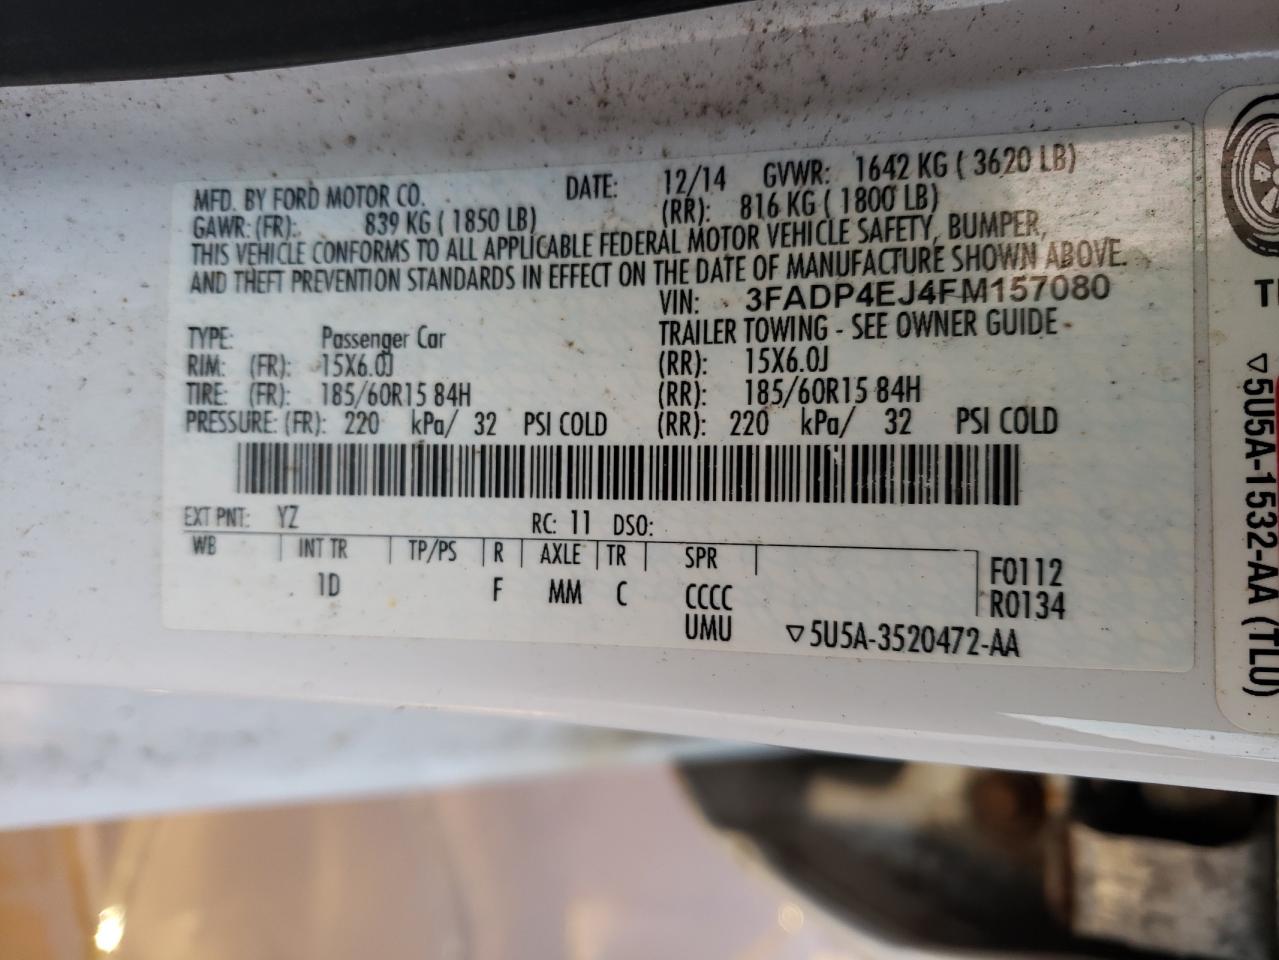 MFD. BY FORD MOTOR CO. DATE: 12/14 GVWR: 1642 KG ( 3620 LB)
GAWR: (FR): 839 KG ( 1850 LB) (RR): 816 KG ( 1800 LB)
THIS VEHICLE CONFORMS TO ALL APPLICABLE FEDERAL MOTOR VEHICLE SAFETY, BUMPER,
AND THEFT PREVENTION STANDARDS IN EFFECT ON THE DATE OF MANUFACTURE SHOWN ABOVE.
VIN: 3FADP4EJ4FM157080
TYPE: Passenger Car TRAILER TOWING - SEE OWNER GUIDE
RIM: (FR): 15X6.0J (RR): 15X6.0J
TIRE: (FR): 185/60R15 84H (RR): 185/60R15 84H
PRESSURE: (FR): 220 kPa/ 32 PSI COLD (RR): 220 kPa/ 32 PSI COLD
EXT PNT: YZ RC: 11 DSO:
WB INT TR TP/PS R AXLE TR SPR
F0112
1D F MM C CCCC R0134
UMU ▽5U5A-3520472-AA
▽5U5A-1532-AA (TLU)